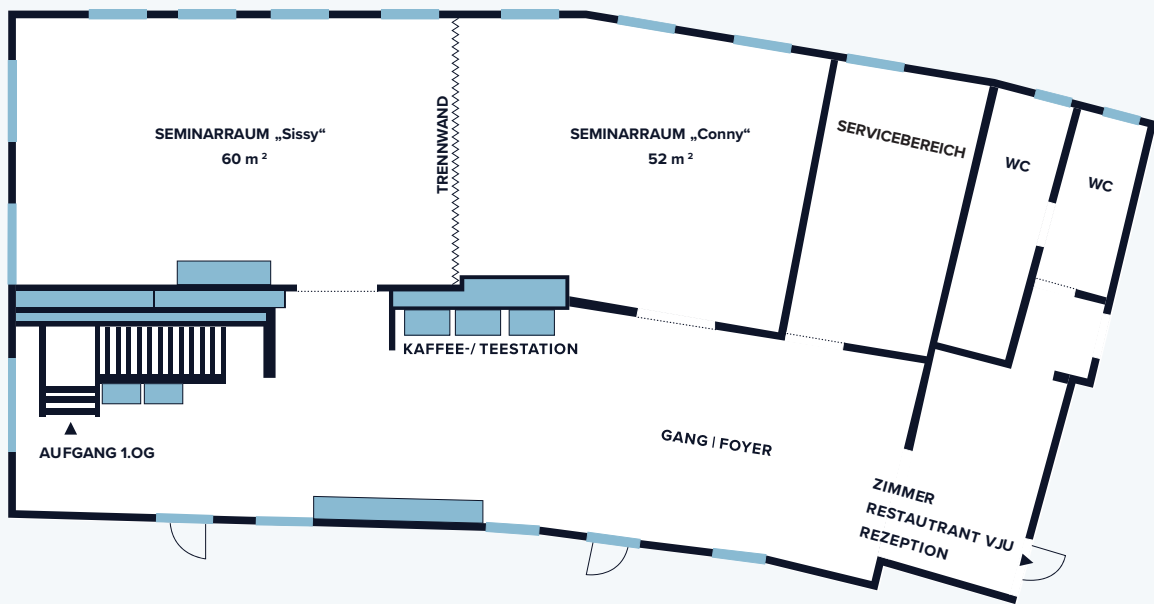 SEMINARRAUM „Sissy“
60 m ²
TRENNWAND
SEMINARRAUM „Conny“
52 m ²
SERVICEBEREICH
WC
WC
KAFFEE-/ TEESTATION
AUFGANG 1.OG
GANG | FOYER
ZIMMER
RESTAUTRANT VJU
REZEPTION